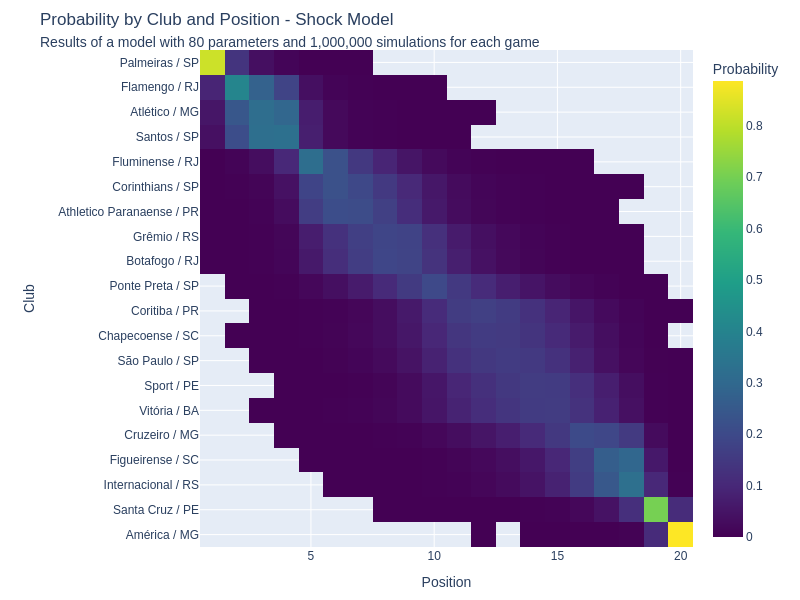 Probability by Club and Position - Shock Model
Results of a model with 80 parameters and 1,000,000 simulations for each game
Probability
Palmeiras / SP
Flamengo / RJ
Atlético / MG
Santos / SP
Fluminense / RJ
Corinthians / SP
Athletico Paranaense / PR
Grêmio / RS
Botafogo / RJ
Ponte Preta / SP
Coritiba / PR
Chapecoense / SC
São Paulo / SP
Sport / PE
Vitória / BA
Cruzeiro / MG
Figueirense / SC
Internacional / RS
Santa Cruz / PE
América / MG
Club
5
10
15
20
Position
0.8
0.7
0.6
0.5
0.4
0.3
0.2
0.1
0